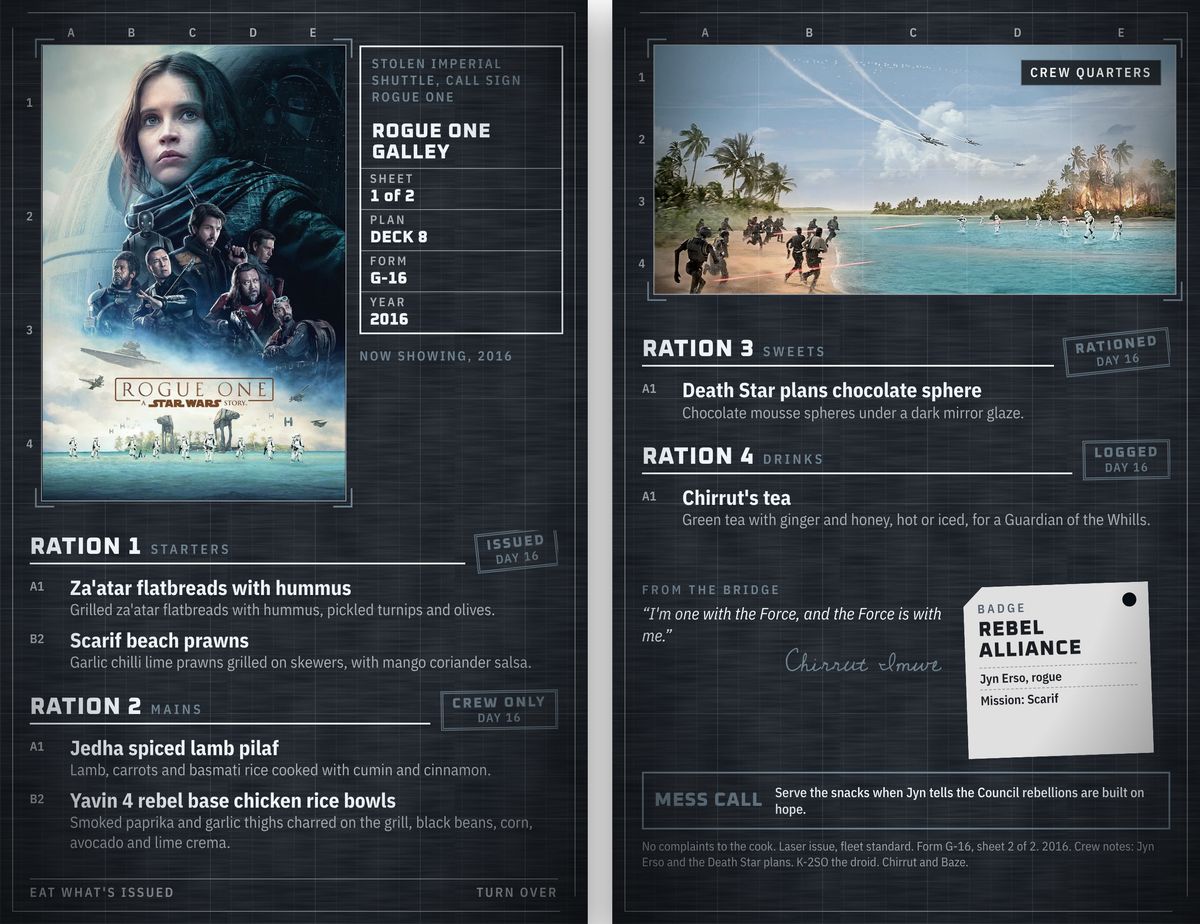 A B C D E
1
2
3
4
ROGUE ONE
A STAR WARS STORY
STOLEN IMPERIAL
SHUTTLE, CALL SIGN
ROGUE ONE
ROGUE ONE
GALLEY
SHEET
1 of 2
PLAN
DECK 8
FORM
G-16
YEAR
2016
NOW SHOWING, 2016
RATION 1 STARTERS
ISSUED
DAY 16
A1 Za'atar flatbreads with hummus
Grilled za'atar flatbreads with hummus, pickled turnips and olives.
B2 Scarif beach prawns
Garlic chilli lime prawns grilled on skewers, with mango coriander salsa.
RATION 2 MAINS
CREW ONLY
DAY 16
A1 Jedha spiced lamb pilaf
Lamb, carrots and basmati rice cooked with cumin and cinnamon.
B2 Yavin 4 rebel base chicken rice bowls
Smoked paprika and garlic thighs charred on the grill, black beans, corn,
avocado and lime crema.
EAT WHAT'S ISSUED
TURN OVER
A B C D E
1
2
3
4
CREW QUARTERS
RATION 3 SWEETS
RATIONED
DAY 16
A1 Death Star plans chocolate sphere
Chocolate mousse spheres under a dark mirror glaze.
RATION 4 DRINKS
LOGGED
DAY 16
A1 Chirrut's tea
Green tea with ginger and honey, hot or iced, for a Guardian of the Whills.
FROM THE BRIDGE
“I'm one with the Force, and the Force is with
me.”
Chirrut Imwe
BADGE
REBEL
ALLIANCE
Jyn Erso, rogue
Mission: Scarif
MESS CALL
Serve the snacks when Jyn tells the Council rebellions are built on
hope.
No complaints to the cook. Laser issue, fleet standard. Form G-16, sheet 2 of 2. 2016. Crew notes: Jyn
Erso and the Death Star plans. K-2SO the droid. Chirrut and Baze.